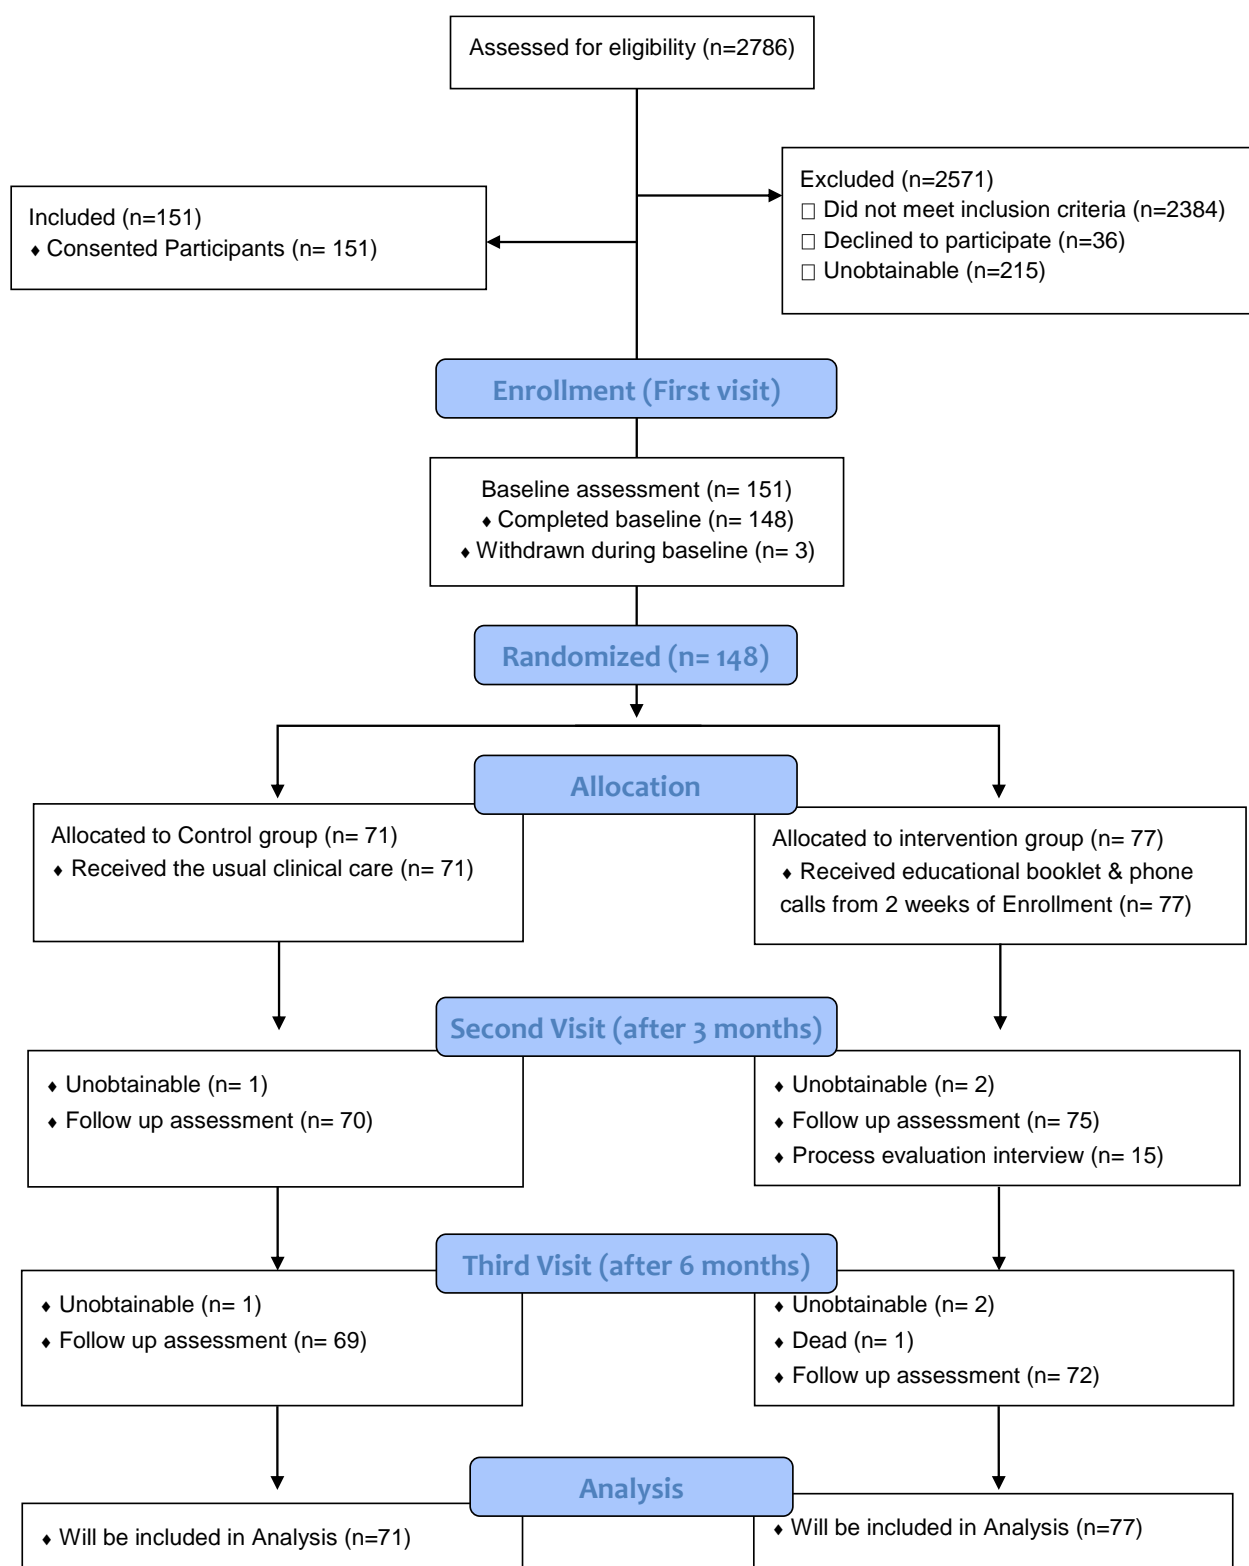 Assessed for eligibility (n=2786)
Excluded (n=2571)
□ Did not meet inclusion criteria (n=2384)
□ Declined to participate (n=36)
□ Unobtainable (n=215)
Included (n=151)
♦ Consented Participants (n= 151)
Enrollment (First visit)
Baseline assessment (n= 151)
♦ Completed baseline (n= 148)
♦ Withdrawn during baseline (n= 3)
Randomized (n= 148)
Allocation
Allocated to Control group (n= 71)
♦ Received the usual clinical care (n= 71)
Allocated to intervention group (n= 77)
♦ Received educational booklet & phone
calls from 2 weeks of Enrollment (n= 77)
Second Visit (after 3 months)
♦ Unobtainable (n= 1)
♦ Follow up assessment (n= 70)
♦ Unobtainable (n= 2)
♦ Follow up assessment (n= 75)
♦ Process evaluation interview (n= 15)
Third Visit (after 6 months)
♦ Unobtainable (n= 1)
♦ Follow up assessment (n= 69)
♦ Unobtainable (n= 2)
♦ Dead (n= 1)
♦ Follow up assessment (n= 72)
Analysis
♦ Will be included in Analysis (n=71)
♦ Will be included in Analysis (n=77)